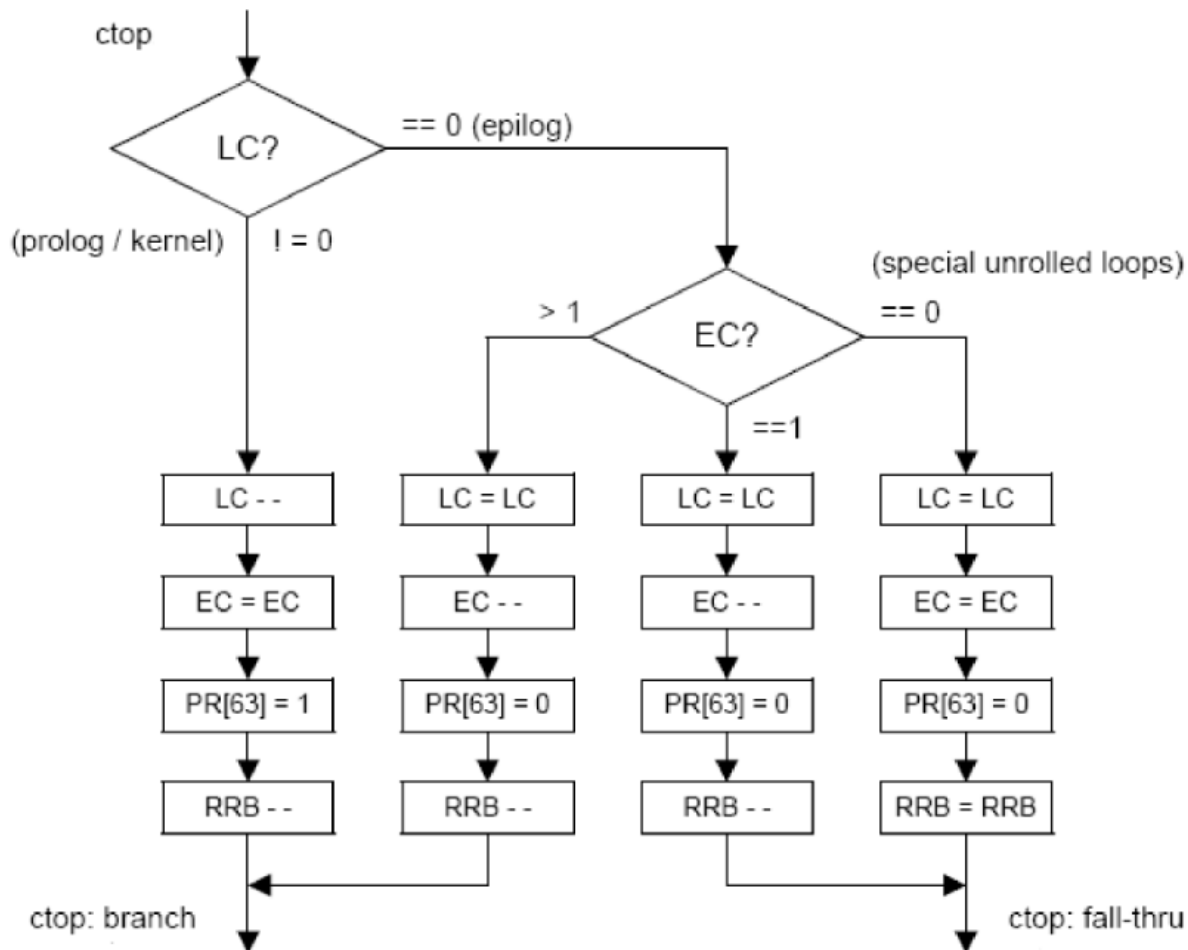 ctop
LC?
== 0 (epilog)
(prolog / kernel)
! = 0
(special unrolled loops)
> 1
EC?
== 0
==1
LC - -
LC = LC
LC = LC
LC = LC
EC = EC
EC - -
EC - -
EC = EC
PR[63] = 1
PR[63] = 0
PR[63] = 0
PR[63] = 0
RRB - -
RRB - -
RRB - -
RRB = RRB
ctop: branch
ctop: fall-thru